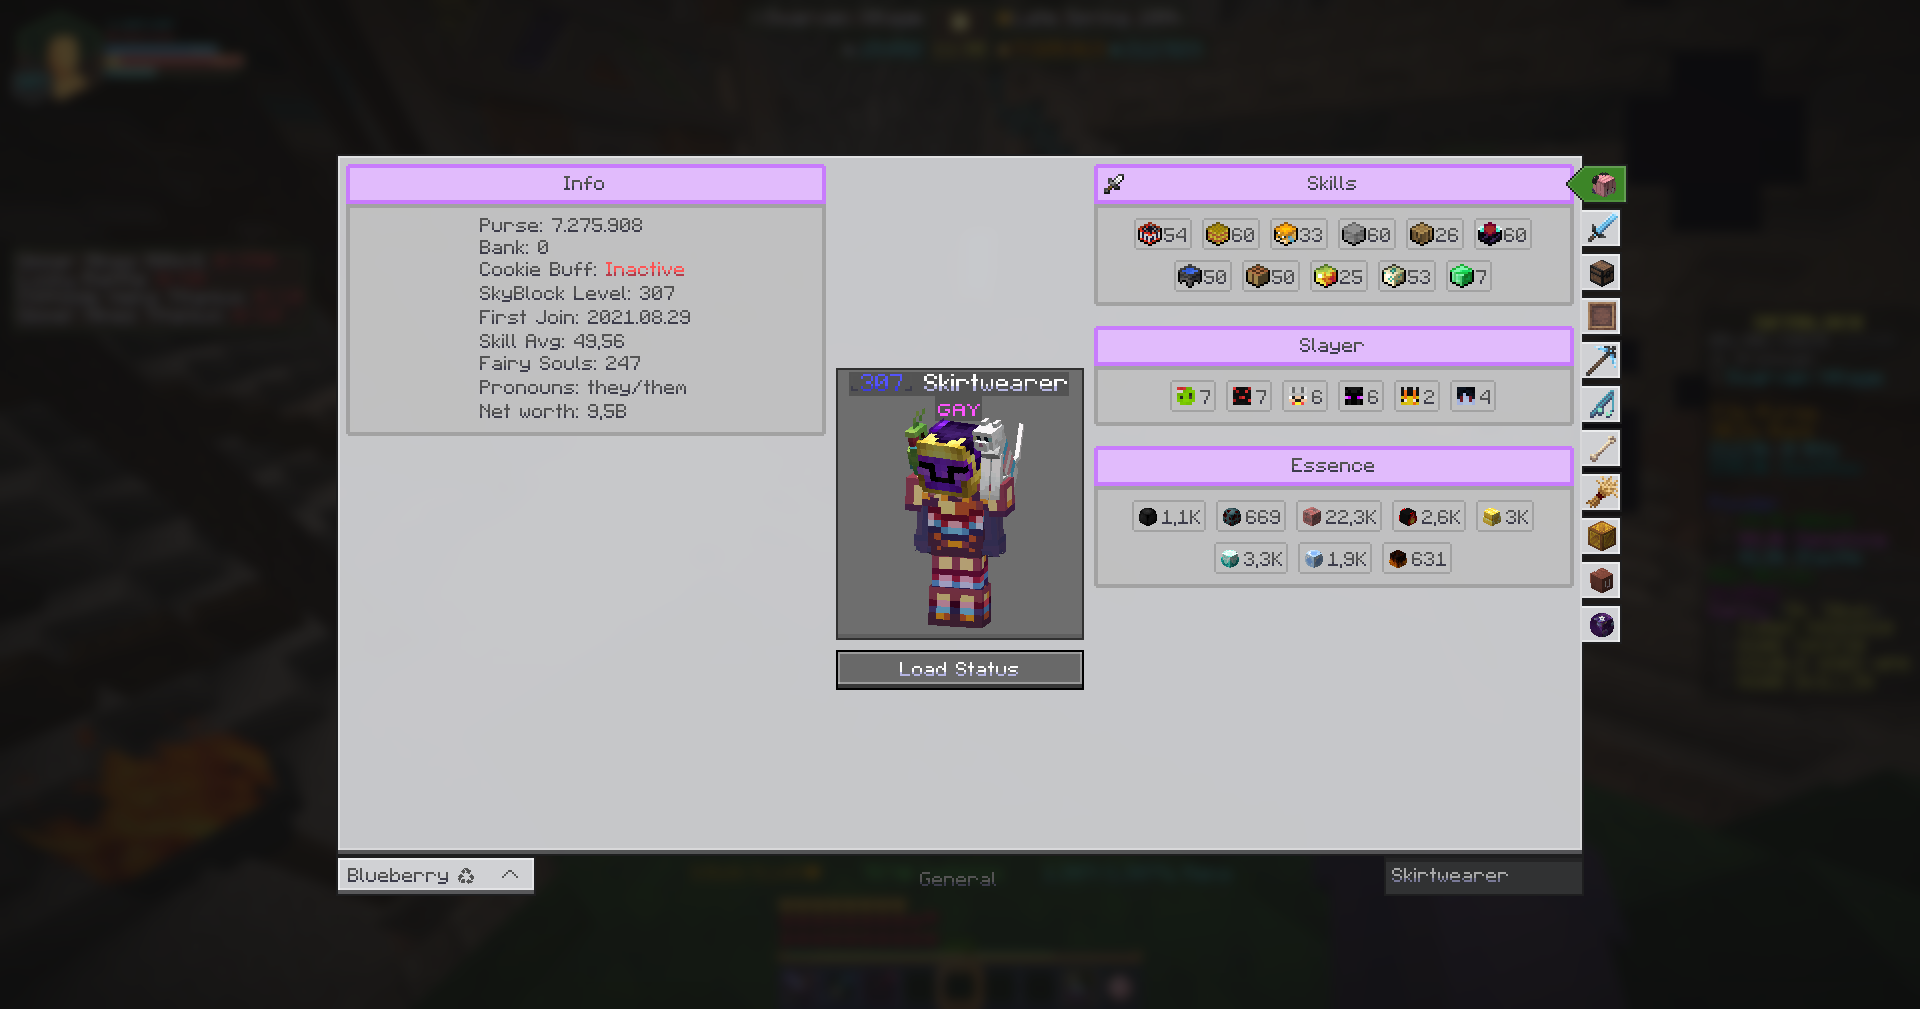 Info
Purse: 7.275.908
Bank: 0
Cookie Buff: Inactive
SkyBlock Level: 307
First Join: 2021.08.29
Skill Avg: 49,56
Fairy Souls: 247
Pronouns: they/them
Net worth: 9,5B
307 Skirtwearer
GAY
Load Status
Skills
54 60 33 60 26 60
50 50 25 53 7
Slayer
7 7 6 6 2 4
Essence
1,1K 669 22,3K 2,6K 3K
3,3K 1,9K 631
Blueberry ♲
General
Skirtwearer